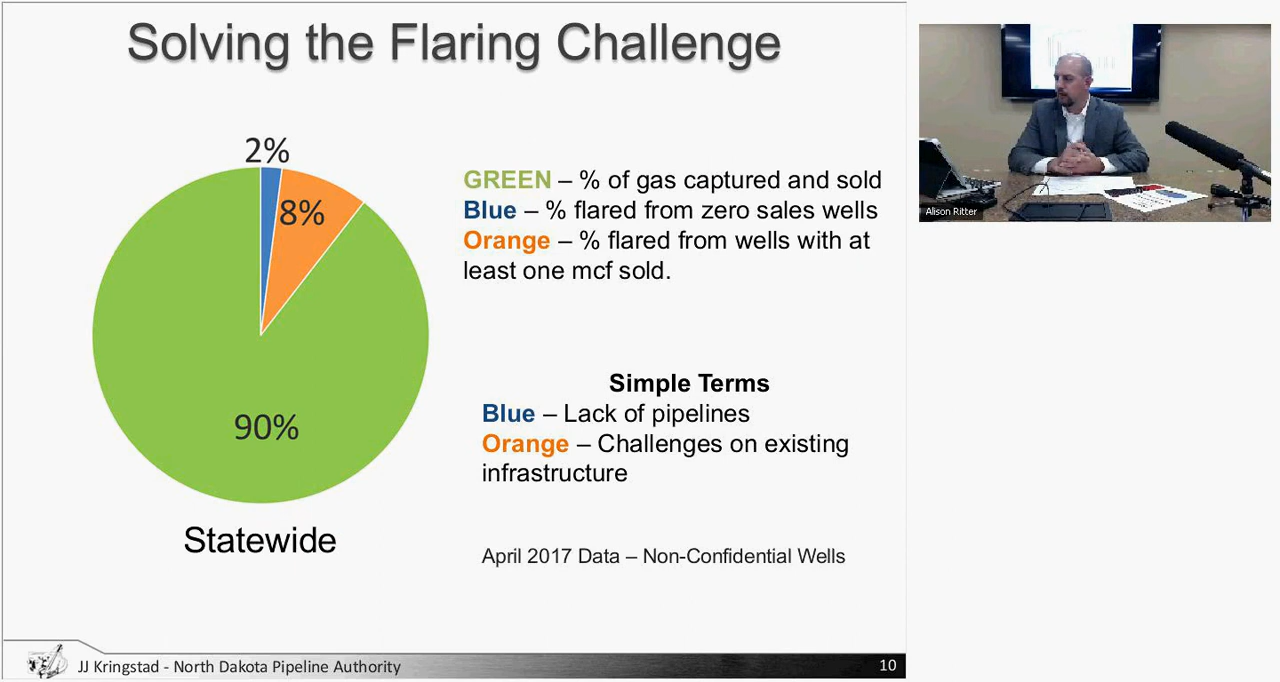 Solving the Flaring Challenge
2%
8%
90%
Statewide
GREEN – % of gas captured and sold
Blue – % flared from zero sales wells
Orange – % flared from wells with at
least one mcf sold.
Simple Terms
Blue – Lack of pipelines
Orange – Challenges on existing
infrastructure
April 2017 Data – Non-Confidential Wells
JJ Kringstad - North Dakota Pipeline Authority
10
Alison Ritter